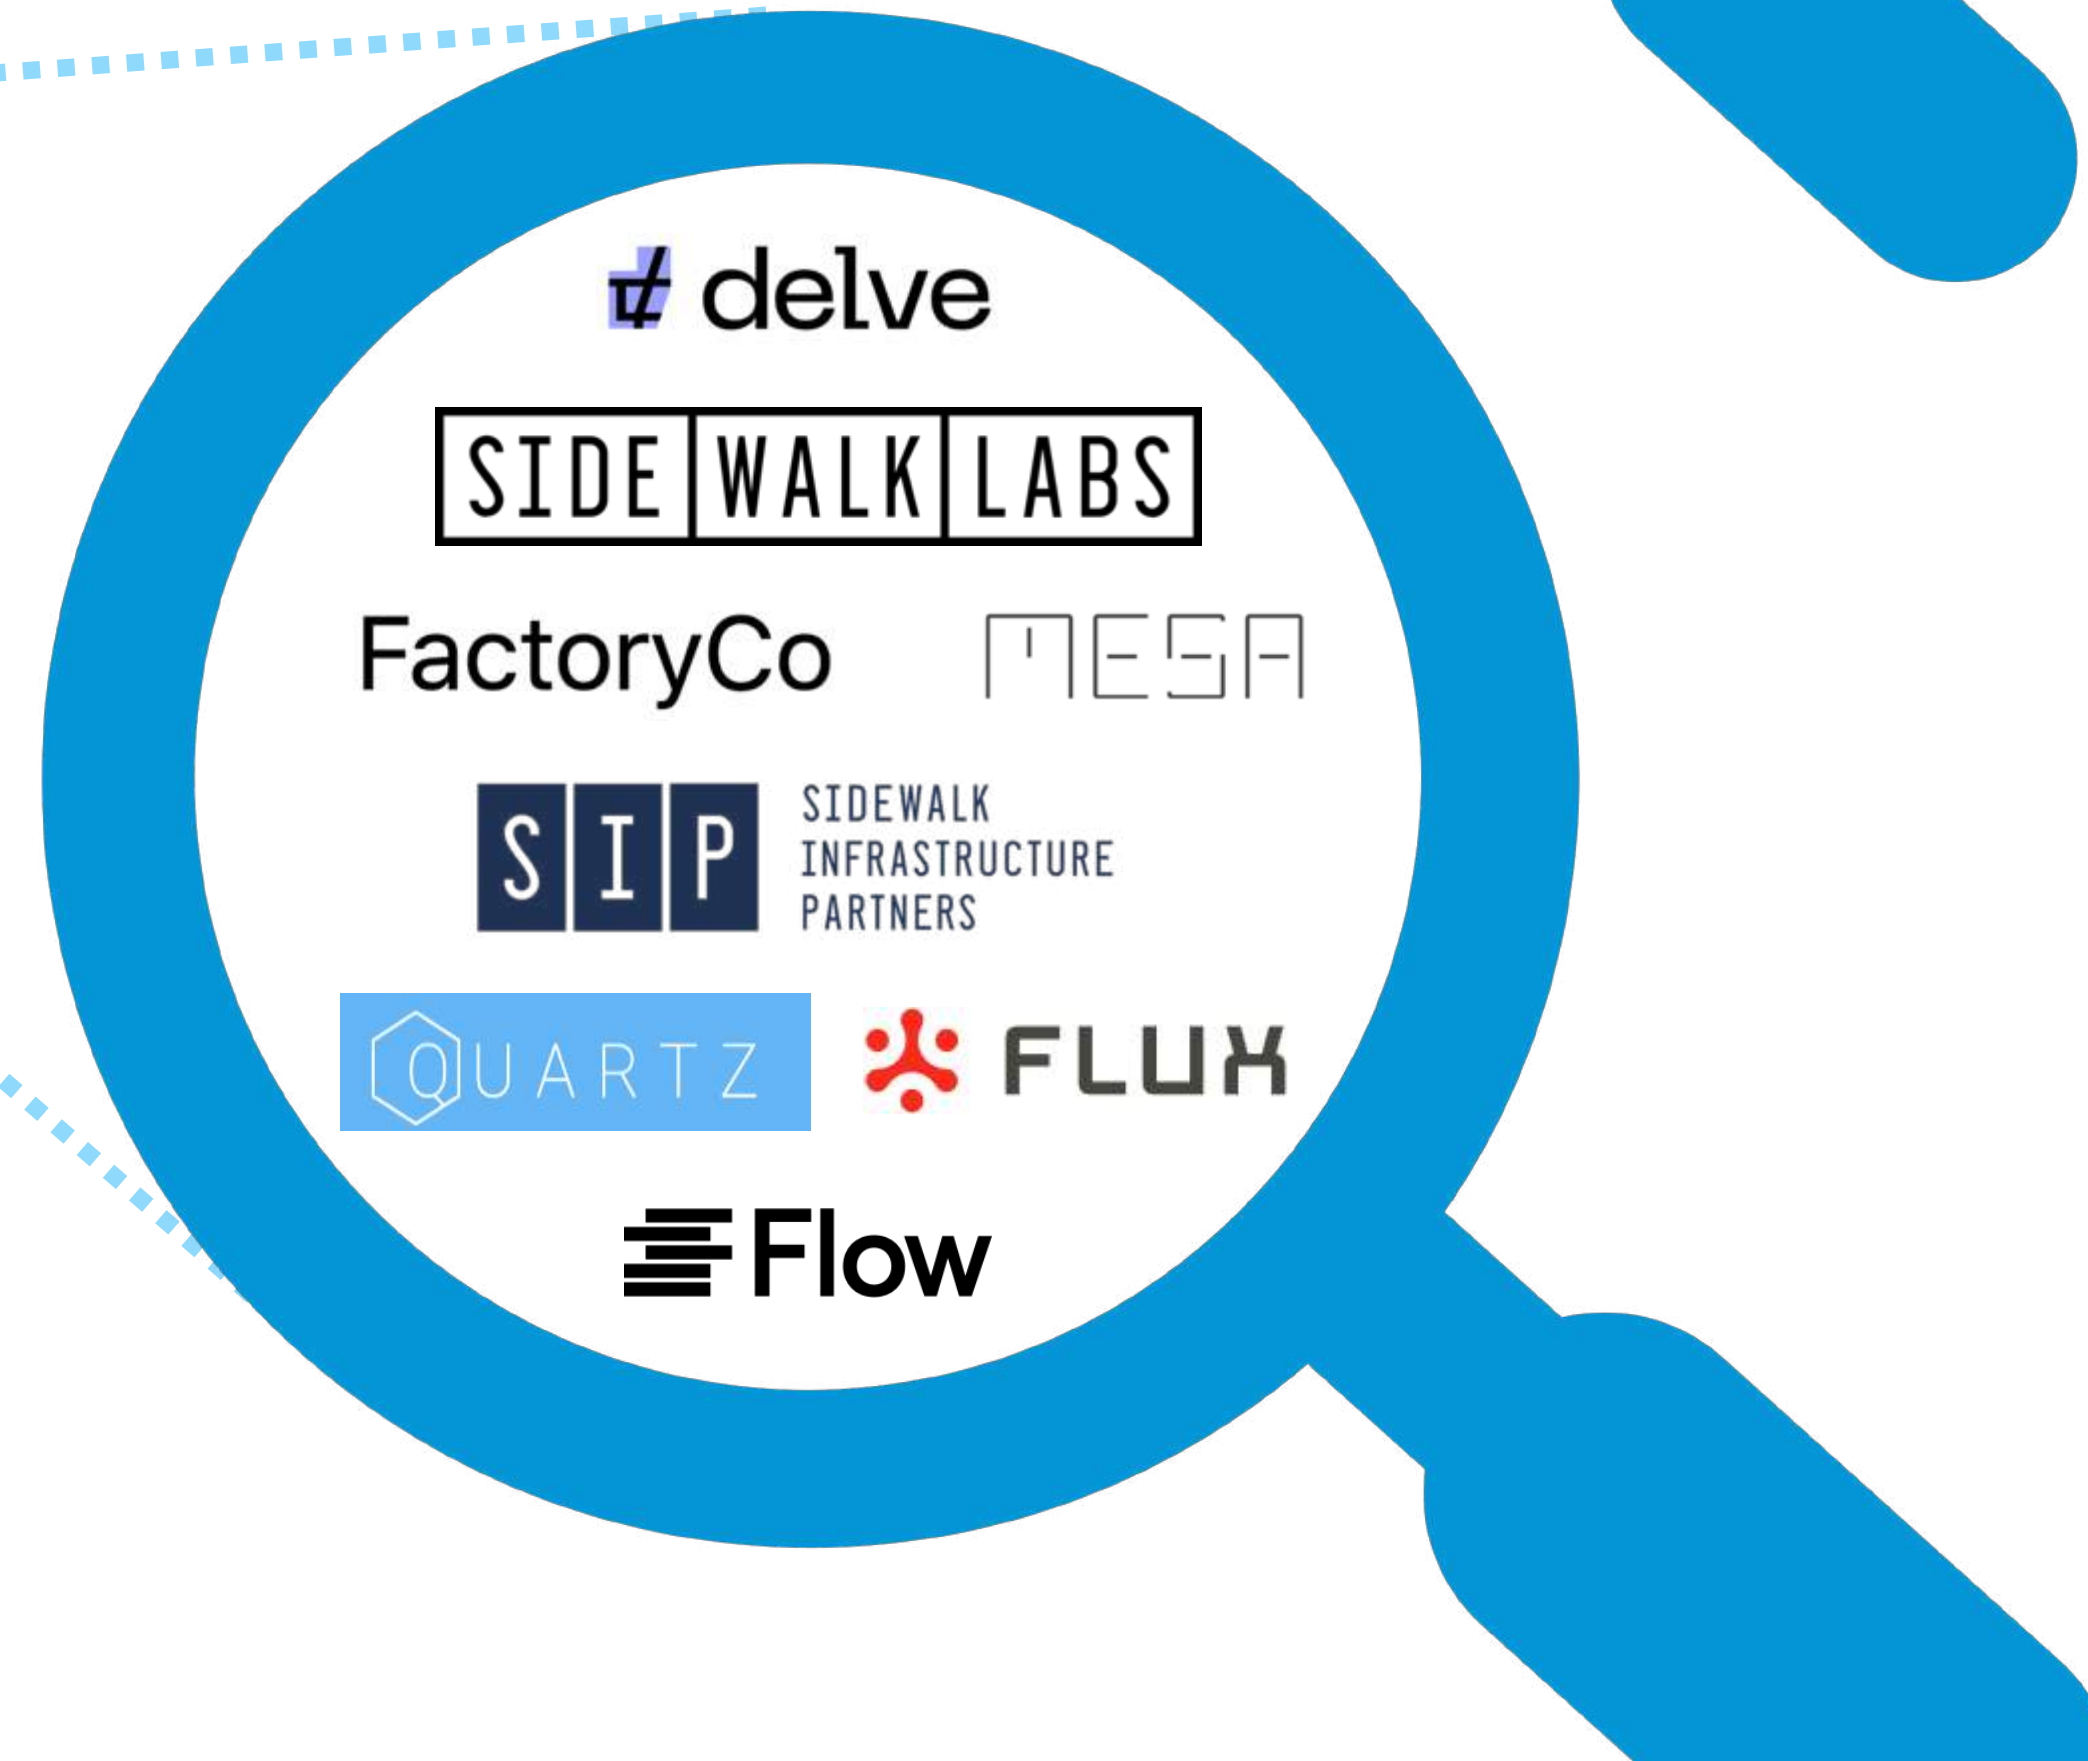 delve
SIDE WALK LABS
FactoryCo MESA
SIP SIDEWALK
INFRASTRUCTURE
PARTNERS
QUARTZ FLUX
Flow